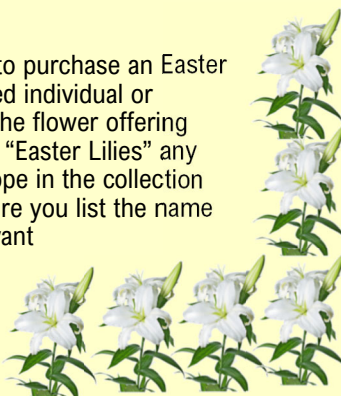 to purchase an Easter
ed individual or
he flower offering
“Easter Lilies” any
ope in the collection
re you list the name
vant